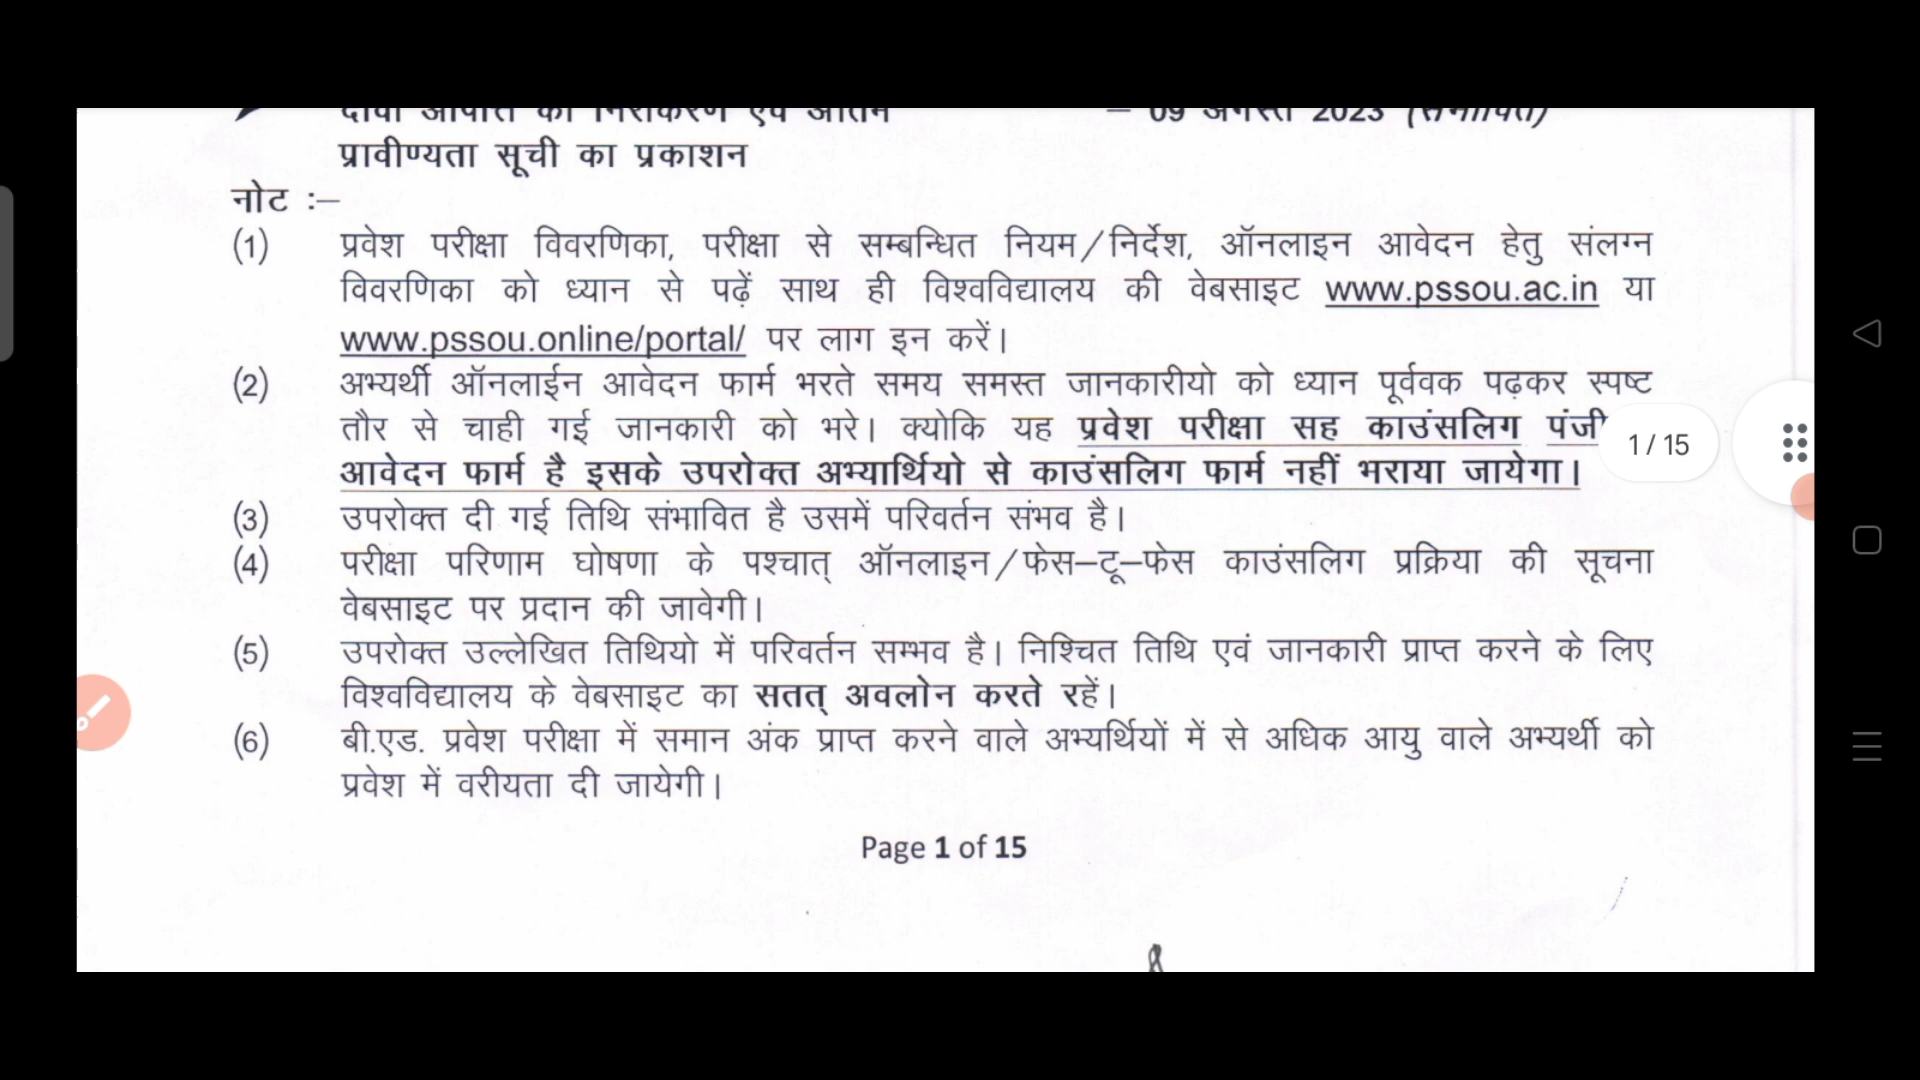 दावा आपत्ति का निराकरण एवं अंतिम – 09 अगस्त 2023 (संभावित)
प्रावीण्यता सूची का प्रकाशन
नोट :–
(1) प्रवेश परीक्षा विवरणिका, परीक्षा से सम्बन्धित नियम/निर्देश, ऑनलाइन आवेदन हेतु संलग्न
विवरणिका को ध्यान से पढ़ें साथ ही विश्वविद्यालय की वेबसाइट www.pssou.ac.in या
www.pssou.online/portal/ पर लाग इन करें।
(2) अभ्यर्थी ऑनलाईन आवेदन फार्म भरते समय समस्त जानकारीयो को ध्यान पूर्ववक पढ़कर स्पष्ट
तौर से चाही गई जानकारी को भरे। क्योकि यह प्रवेश परीक्षा सह काउंसलिग
आवेदन फार्म है इसके उपरोक्त अभ्यार्थियो से काउंसलिग फार्म नहीं भराया जायेगा।
1 / 15
(3) उपरोक्त दी गई तिथि संभावित है उसमें परिवर्तन संभव है।
(4) परीक्षा परिणाम घोषणा के पश्चात् ऑनलाइन/फेस–टू–फेस काउंसलिग प्रक्रिया की सूचना
वेबसाइट पर प्रदान की जावेगी।
(5) उपरोक्त उल्लेखित तिथियो में परिवर्तन सम्भव है। निश्चित तिथि एवं जानकारी प्राप्त करने के लिए
विश्वविद्यालय के वेबसाइट का सतत् अवलोन करते रहें।
(6) बी.एड. प्रवेश परीक्षा में समान अंक प्राप्त करने वाले अभ्यर्थियों में से अधिक आयु वाले अभ्यर्थी को
प्रवेश में वरीयता दी जायेगी।
Page 1 of 15